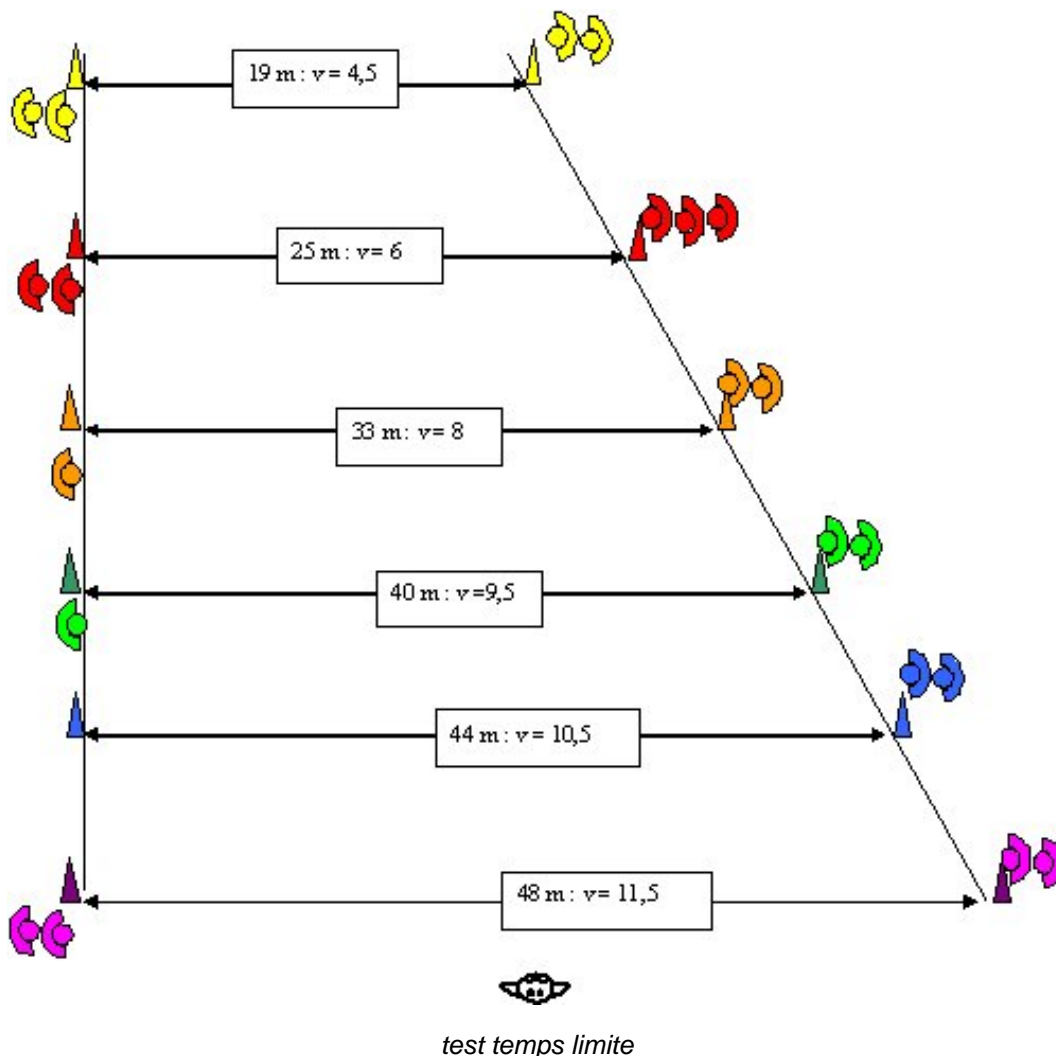 19 m : v = 4,5
25 m : v= 6
33 m : v= 8
40 m : v=9,5
44 m : v= 10,5
48 m : v= 11,5
test temps limite